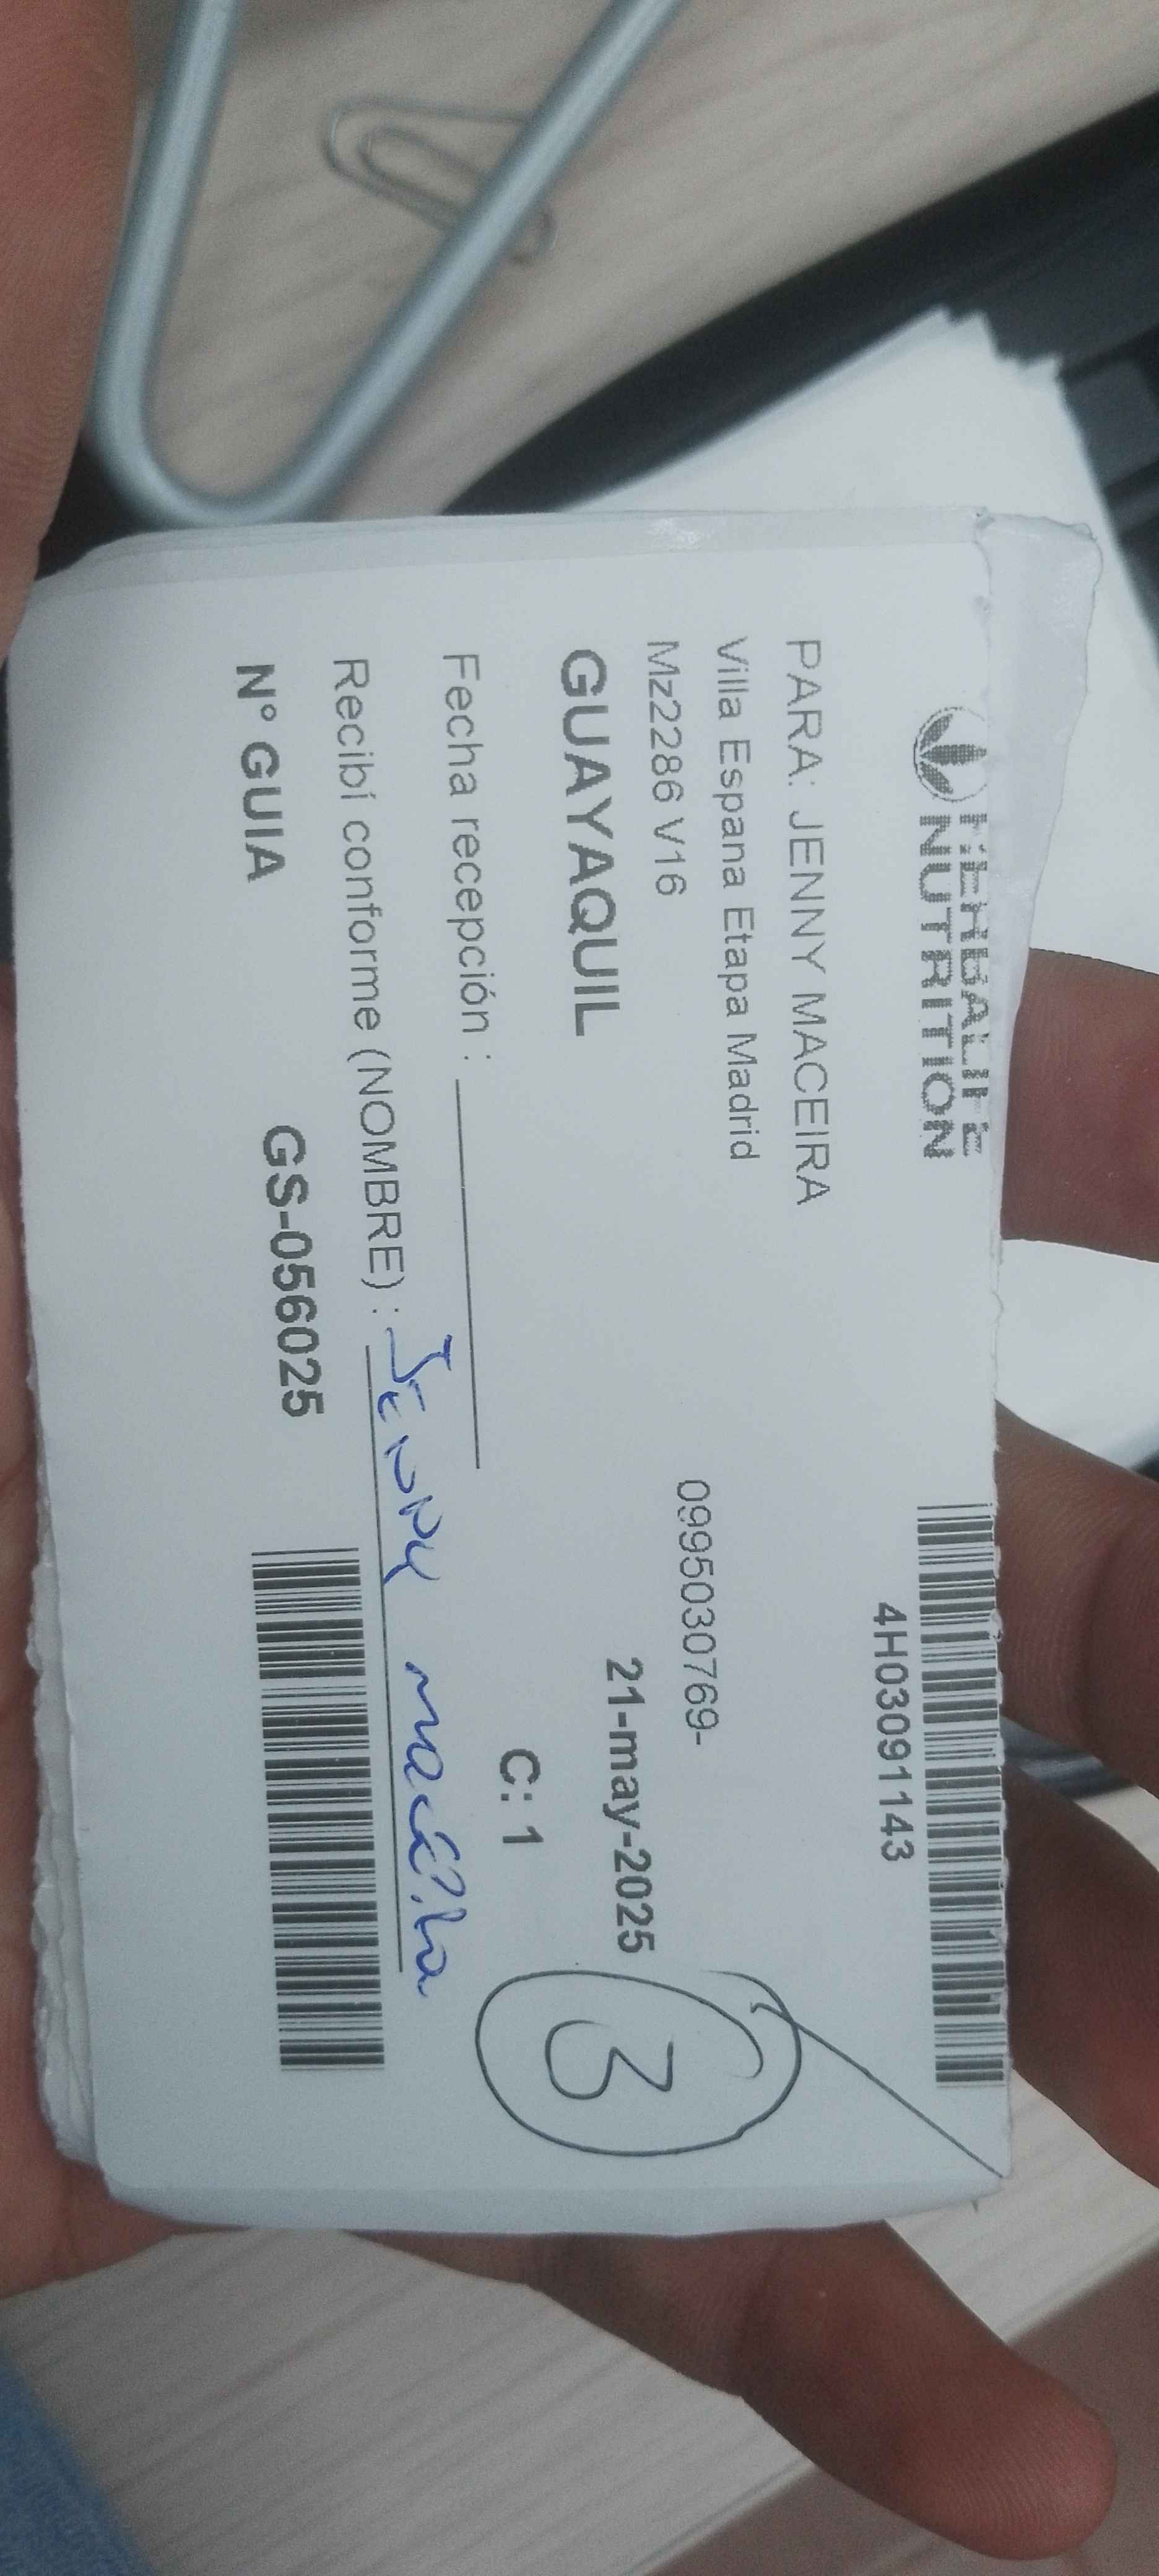 HERBALIFE
NUTRITION
4H03091143
PARA: JENNY MACEIRA
Villa Espana Etapa Madrid
Mz2286 V16
0995030769-
GUAYAQUIL
21-may-2025
C: 1
3
Fecha recepción :
Recibí conforme (NOMBRE) : Jenny maceira
N° GUIA GS-056025